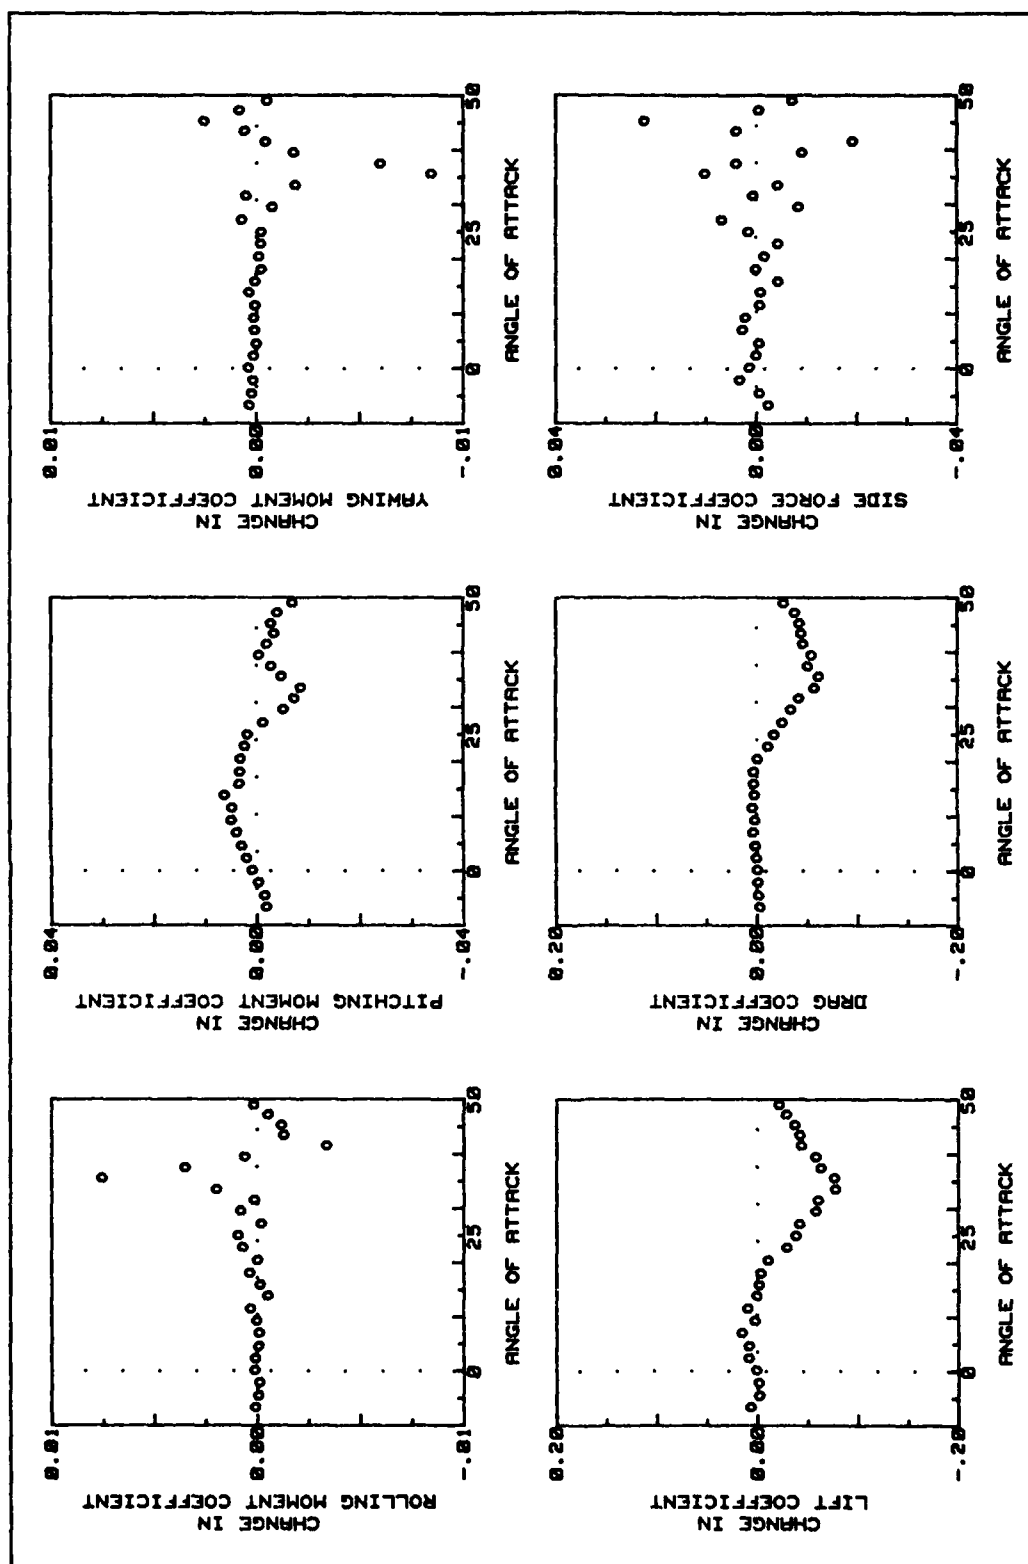 CHANGE IN
ROLLING MOMENT COEFFICIENT
0.01
0.00
-.01
0
25
50
ANGLE OF ATTACK
CHANGE IN
PITCHING MOMENT COEFFICIENT
0.04
0.00
-.04
0
25
50
ANGLE OF ATTACK
CHANGE IN
YAWING MOMENT COEFFICIENT
0.01
0.00
-.01
0
25
50
ANGLE OF ATTACK
CHANGE IN
LIFT COEFFICIENT
0.20
0.00
-.20
0
25
50
ANGLE OF ATTACK
CHANGE IN
DRAG COEFFICIENT
0.20
0.00
-.20
0
25
50
ANGLE OF ATTACK
CHANGE IN
SIDE FORCE COEFFICIENT
0.04
0.00
-.04
0
25
50
ANGLE OF ATTACK